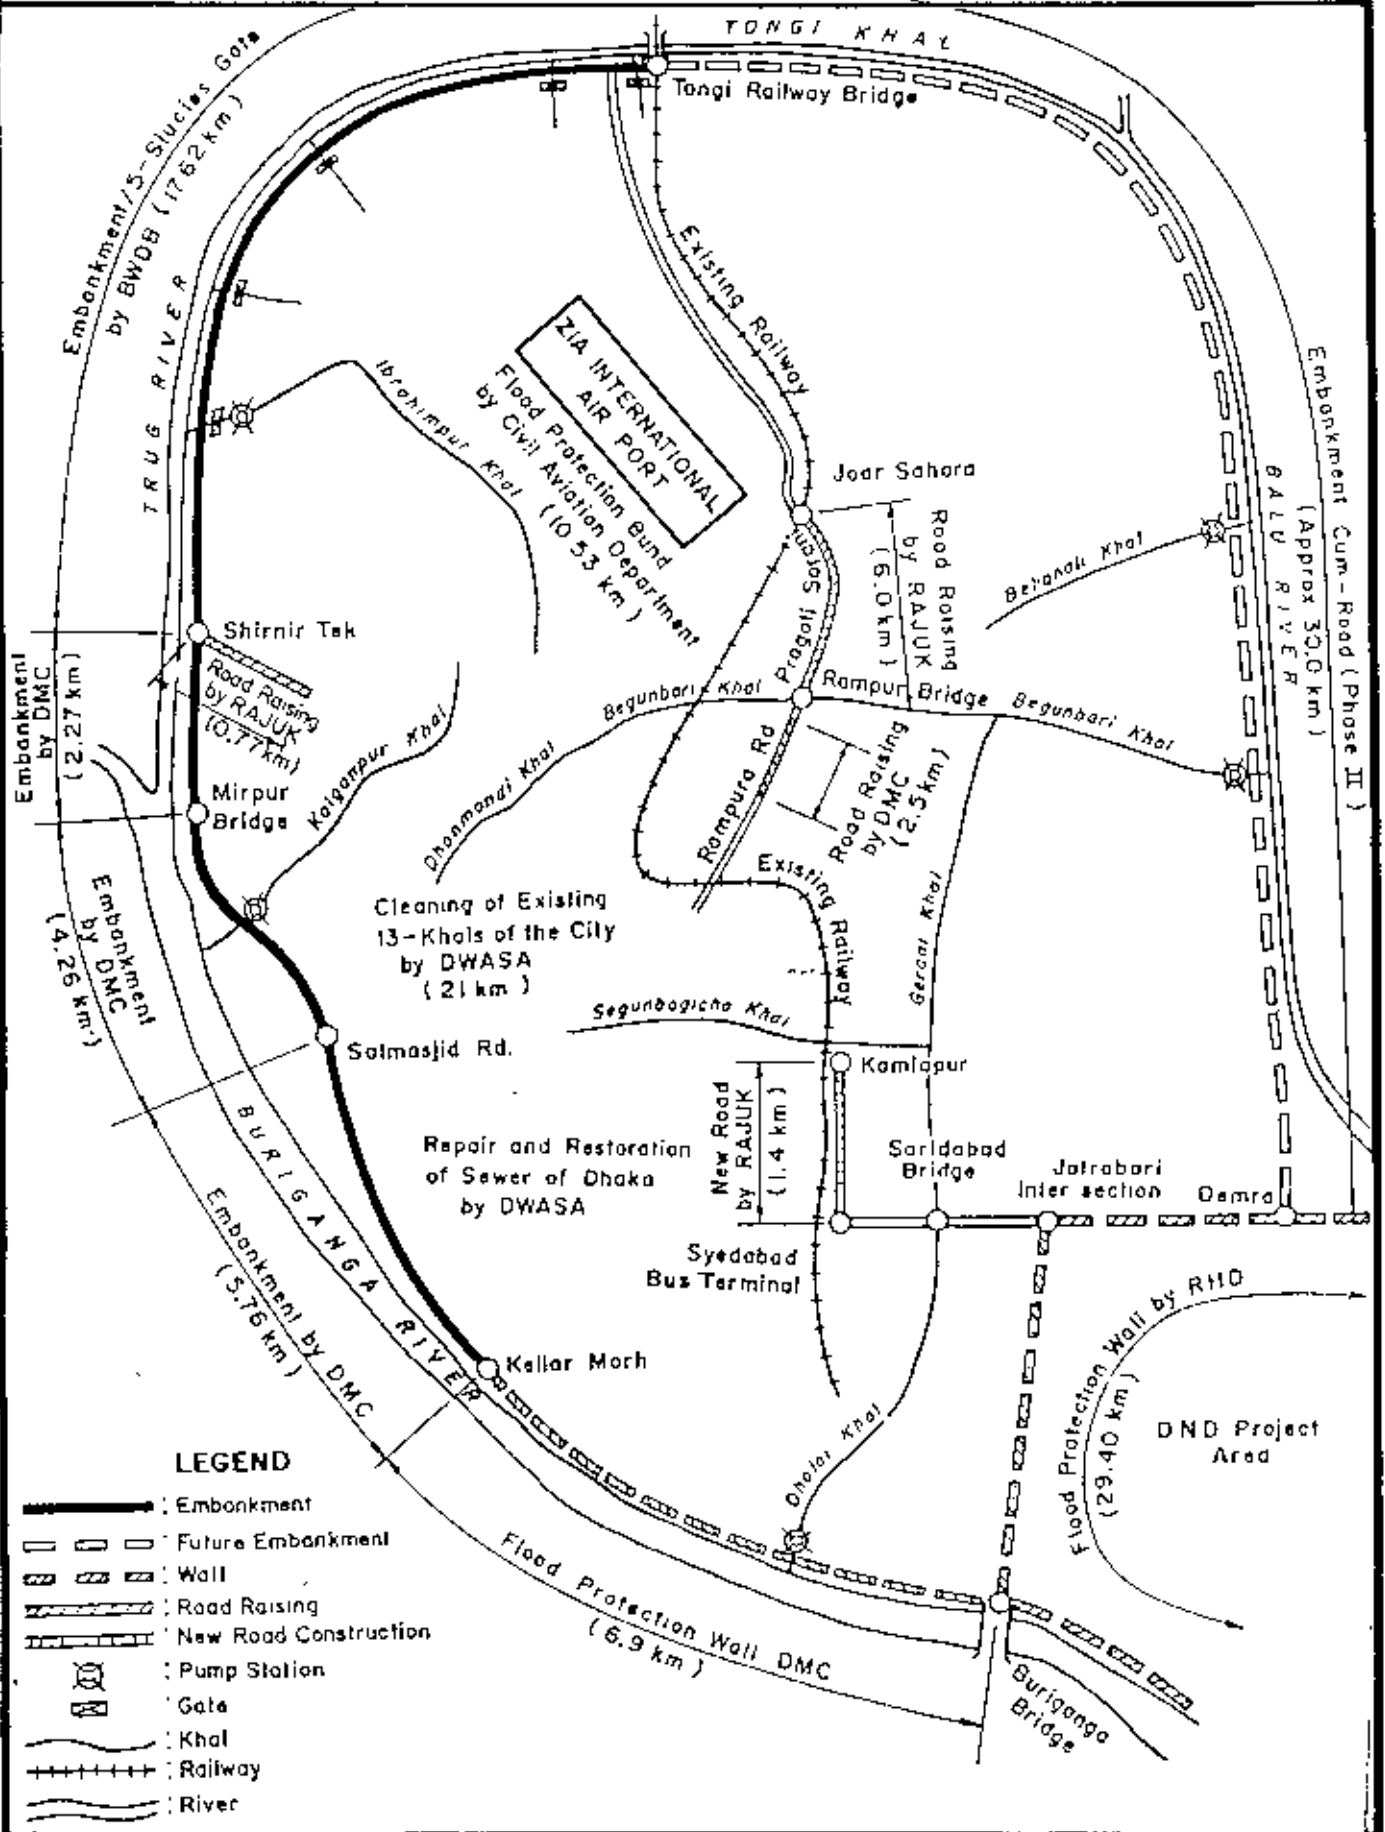 TONGI KHAL
Tongi Railway Bridge
Embankment/5-Slucies Gate
by BWDB (17.62 km)
TRUG RIVER
Existing Railway
ZIA INTERNATIONAL
AIR PORT
Flood Protection Bund
by Civil Aviation Department
(10.53 km)
Ibrahimpur Khal
Joar Sahara
Road Raising
by RAJUK
(6.0 km)
Pragati Sarani
Embankment Cum-Road (Phase II)
(Approx 30.0 km)
BALU RIVER
Khal
Shirnir Tek
Road Raising
by RAJUK
(0.77km)
Embankment
by DMC
(2.27 km)
Begunbari Khal
Rampur Bridge
Begunbari Khal
Mirpur
Bridge
Kalganpur Khal
Dhanmondi Khal
Rampura Rd
Road Raising
by DMC
(2.5 km)
Existing Railway
Gerani Khal
Embankment
by DMC
(4.26 km.)
Cleaning of Existing
13-Khals of the City
by DWASA
(21 km)
Segunbagicha Khal
Satmasjid Rd.
Kamlapur
New Road
by RAJUK
(1.4 km)
BURIGANGA RIVER
Repair and Restoration
of Sewer of Dhaka
by DWASA
Saridabad
Bridge
Jatrabari
Inter section
Demra
Syedabad
Bus Terminal
Embankment by DMC
(5.76 km)
Kellar Morh
Flood Protection Wall by RHD
(29.40 km)
DND Project
Area
Dholai Khal
Flood Protection Wall DMC
(6.9 km)
Buriganga
Bridge
LEGEND
: Embankment
: Future Embankment
: Wall
: Road Raising
: New Road Construction
: Pump Station
: Gate
: Khal
: Railway
: River